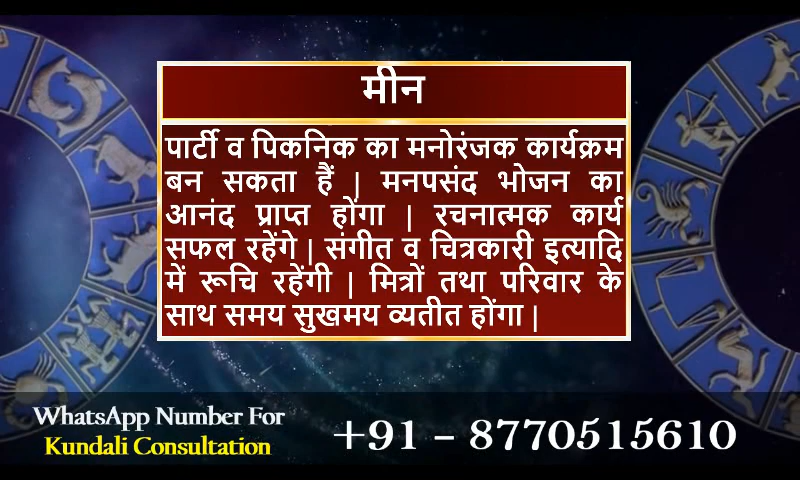 मीन
पार्टी व पिकनिक का मनोरंजक कार्यक्रम
बन सकता हैं | मनपसंद भोजन का
आनंद प्राप्त होंगा | रचनात्मक कार्य
सफल रहेंगे | संगीत व चित्रकारी इत्यादि
में रूचि रहेंगी | मित्रों तथा परिवार के
साथ समय सुखमय व्यतीत होंगा |
WhatsApp Number For
Kundali Consultation
+91 - 8770515610